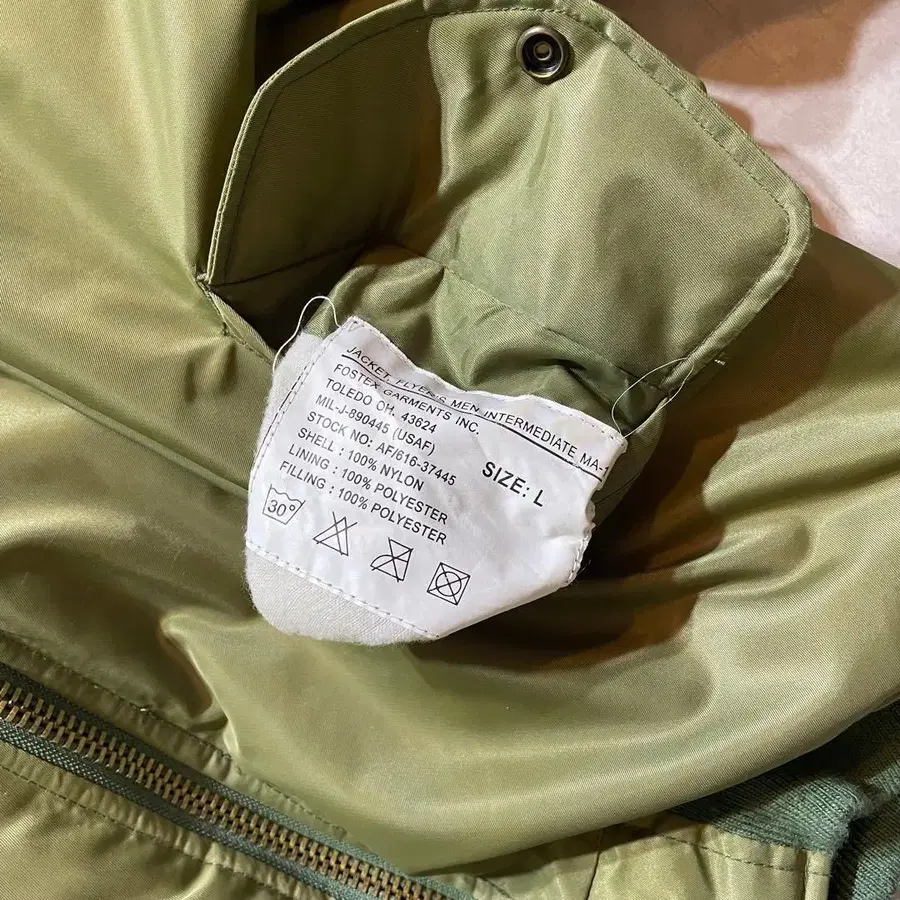 JACKET, FLYER'S MEN INTERMEDIATE MA-1
FOSTEX GARMENTS INC.
TOLEDO OH. 43624
MIL-J-890445 (USAF)
STOCK NO: AF/616-37445
SHELL : 100% NYLON
LINING : 100% POLYESTER
FILLING : 100% POLYESTER
SIZE: L
30°